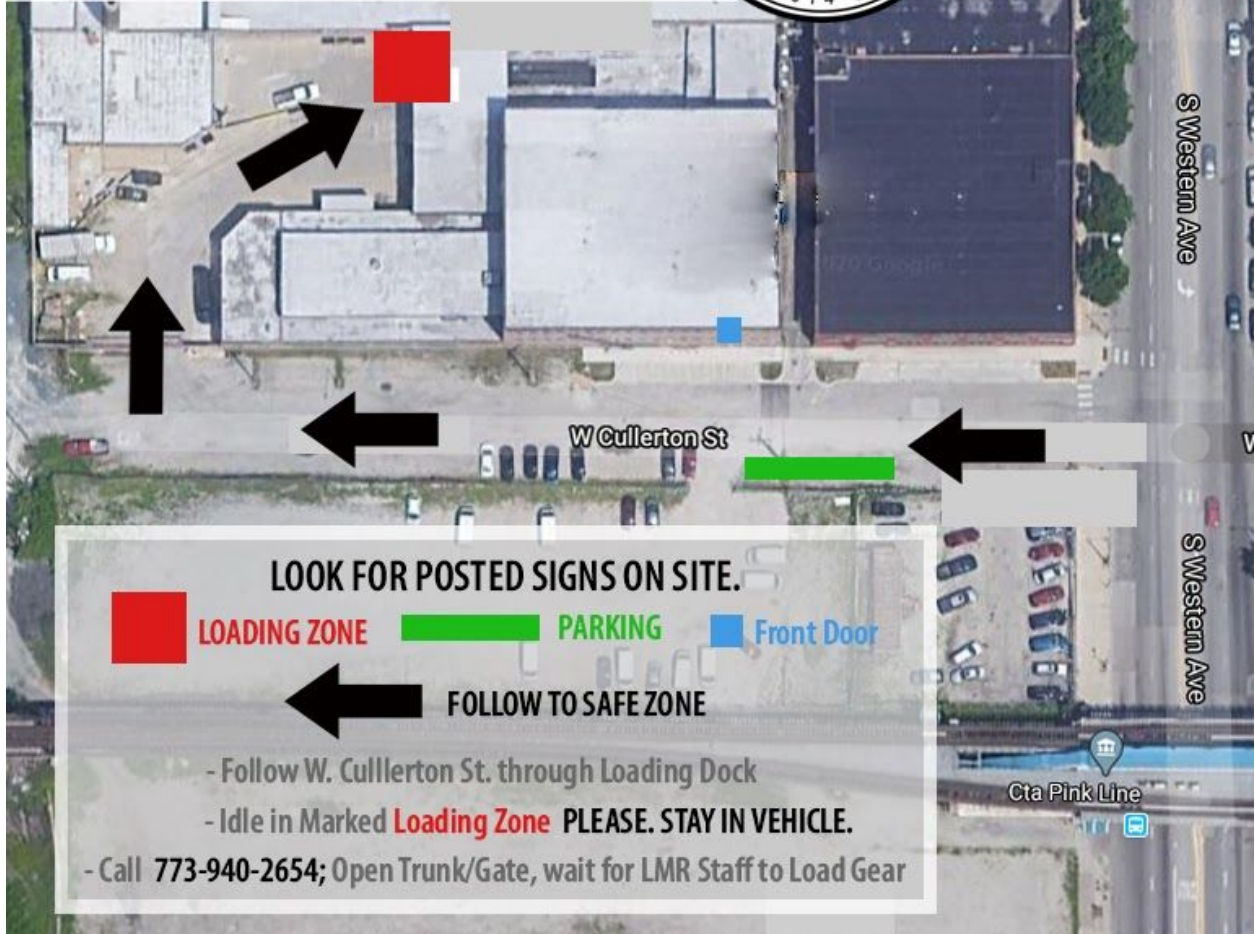 S Western Ave
W Cullerton St
W
S Western Ave
LOOK FOR POSTED SIGNS ON SITE.
LOADING ZONE PARKING Front Door
FOLLOW TO SAFE ZONE
Cta Pink Line
- Follow W. Culllerton St. through Loading Dock
- Idle in Marked Loading Zone PLEASE. STAY IN VEHICLE.
- Call 773-940-2654; Open Trunk/Gate, wait for LMR Staff to Load Gear